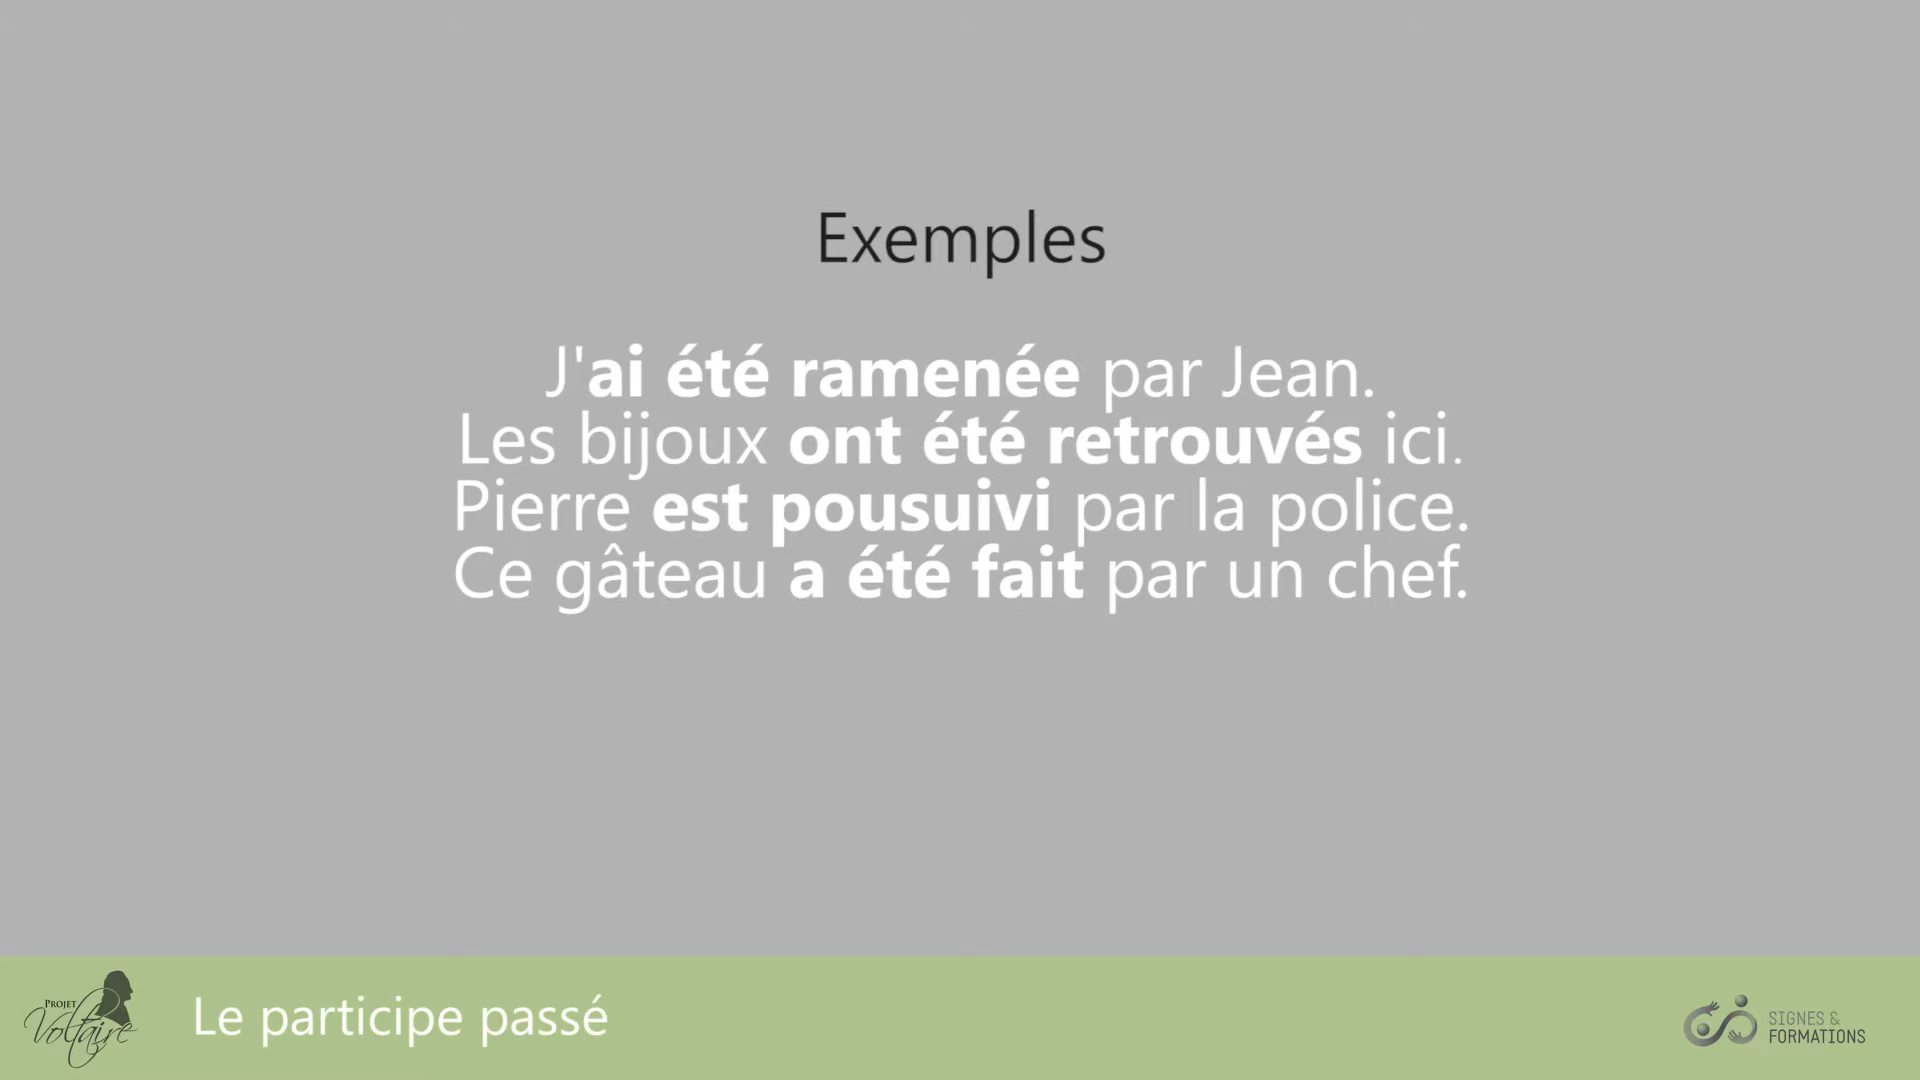 Exemples
J'ai été ramenée par Jean.
Les bijoux ont été retrouvés ici.
Pierre est pousuivi par la police.
Ce gâteau a été fait par un chef.
PROJET
Voltaire
Le participe passé
SIGNES &
FORMATIONS